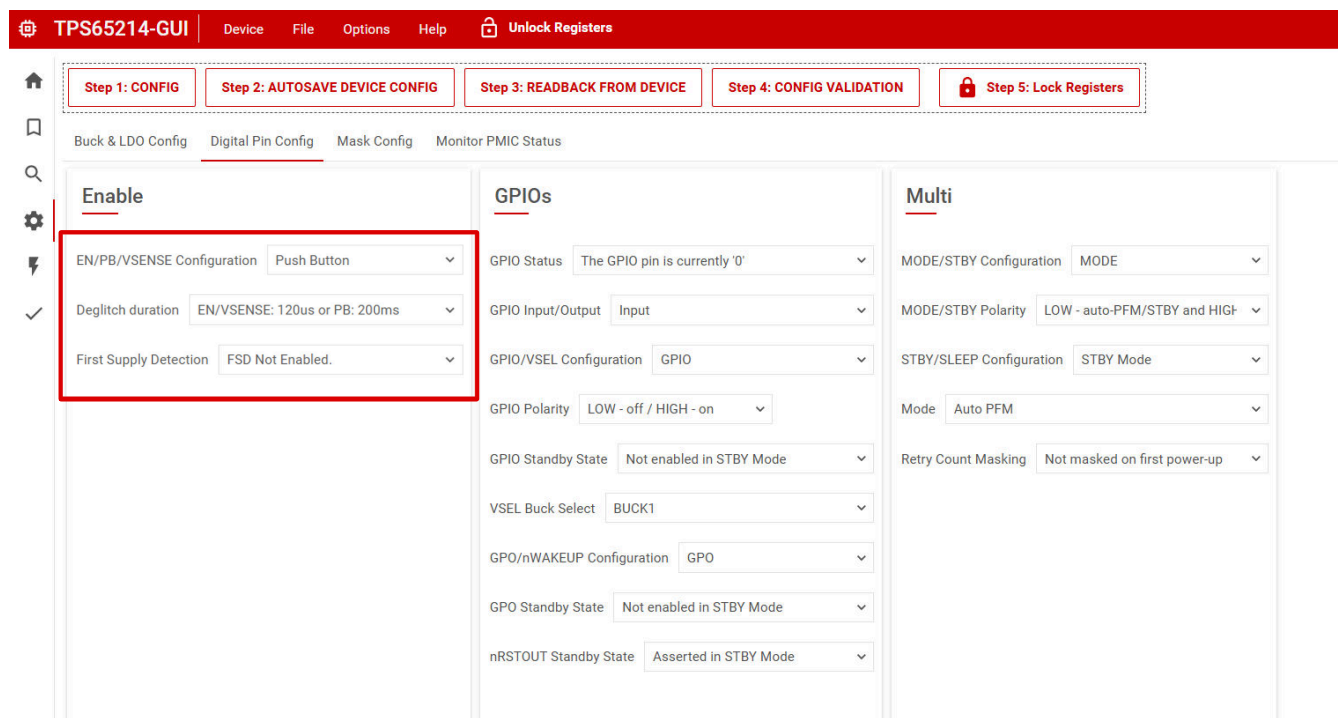 TPS65214-GUI Device File Options Help Unlock Registers
Step 1: CONFIG Step 2: AUTOSAVE DEVICE CONFIG Step 3: READBACK FROM DEVICE Step 4: CONFIG VALIDATION Step 5: Lock Registers
Buck & LDO Config Digital Pin Config Mask Config Monitor PMIC Status
Enable
EN/PB/VSENSE Configuration Push Button
Deglitch duration EN/VSENSE: 120us or PB: 200ms
First Supply Detection FSD Not Enabled.
GPIOs
GPIO Status The GPIO pin is currently '0'
GPIO Input/Output Input
GPIO/VSEL Configuration GPIO
GPIO Polarity LOW - off / HIGH - on
GPIO Standby State Not enabled in STBY Mode
VSEL Buck Select BUCK1
GPO/nWAKEUP Configuration GPO
GPO Standby State Not enabled in STBY Mode
nRSTOUT Standby State Asserted in STBY Mode
Multi
MODE/STBY Configuration MODE
MODE/STBY Polarity LOW - auto-PFM/STBY and HIGH
STBY/SLEEP Configuration STBY Mode
Mode Auto PFM
Retry Count Masking Not masked on first power-up